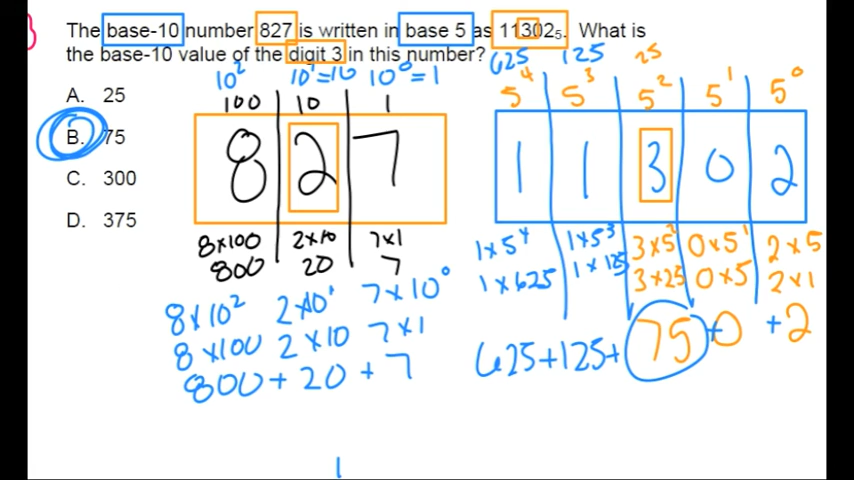 The base-10 number 827 is written in base 5 as 11302₅. What is
the base-10 value of the digit 3 in this number?
A. 25
B. 75
C. 300
D. 375
10² 10¹=10 10⁰=1
100 10 1
8 2 7
8×100 2×10 7×1
800 20 7
8×10² 2×10¹ 7×10⁰
8×100 2×10 7×1
800 + 20 + 7
625 125 25
5⁴ 5³ 5² 5¹ 5⁰
1 1 3 0 2
1×5⁴ 1×5³ 3×5² 0×5¹ 2×5
1×625 1×125 3×25 0×5 2×1
625+125+ 75 +0 +2